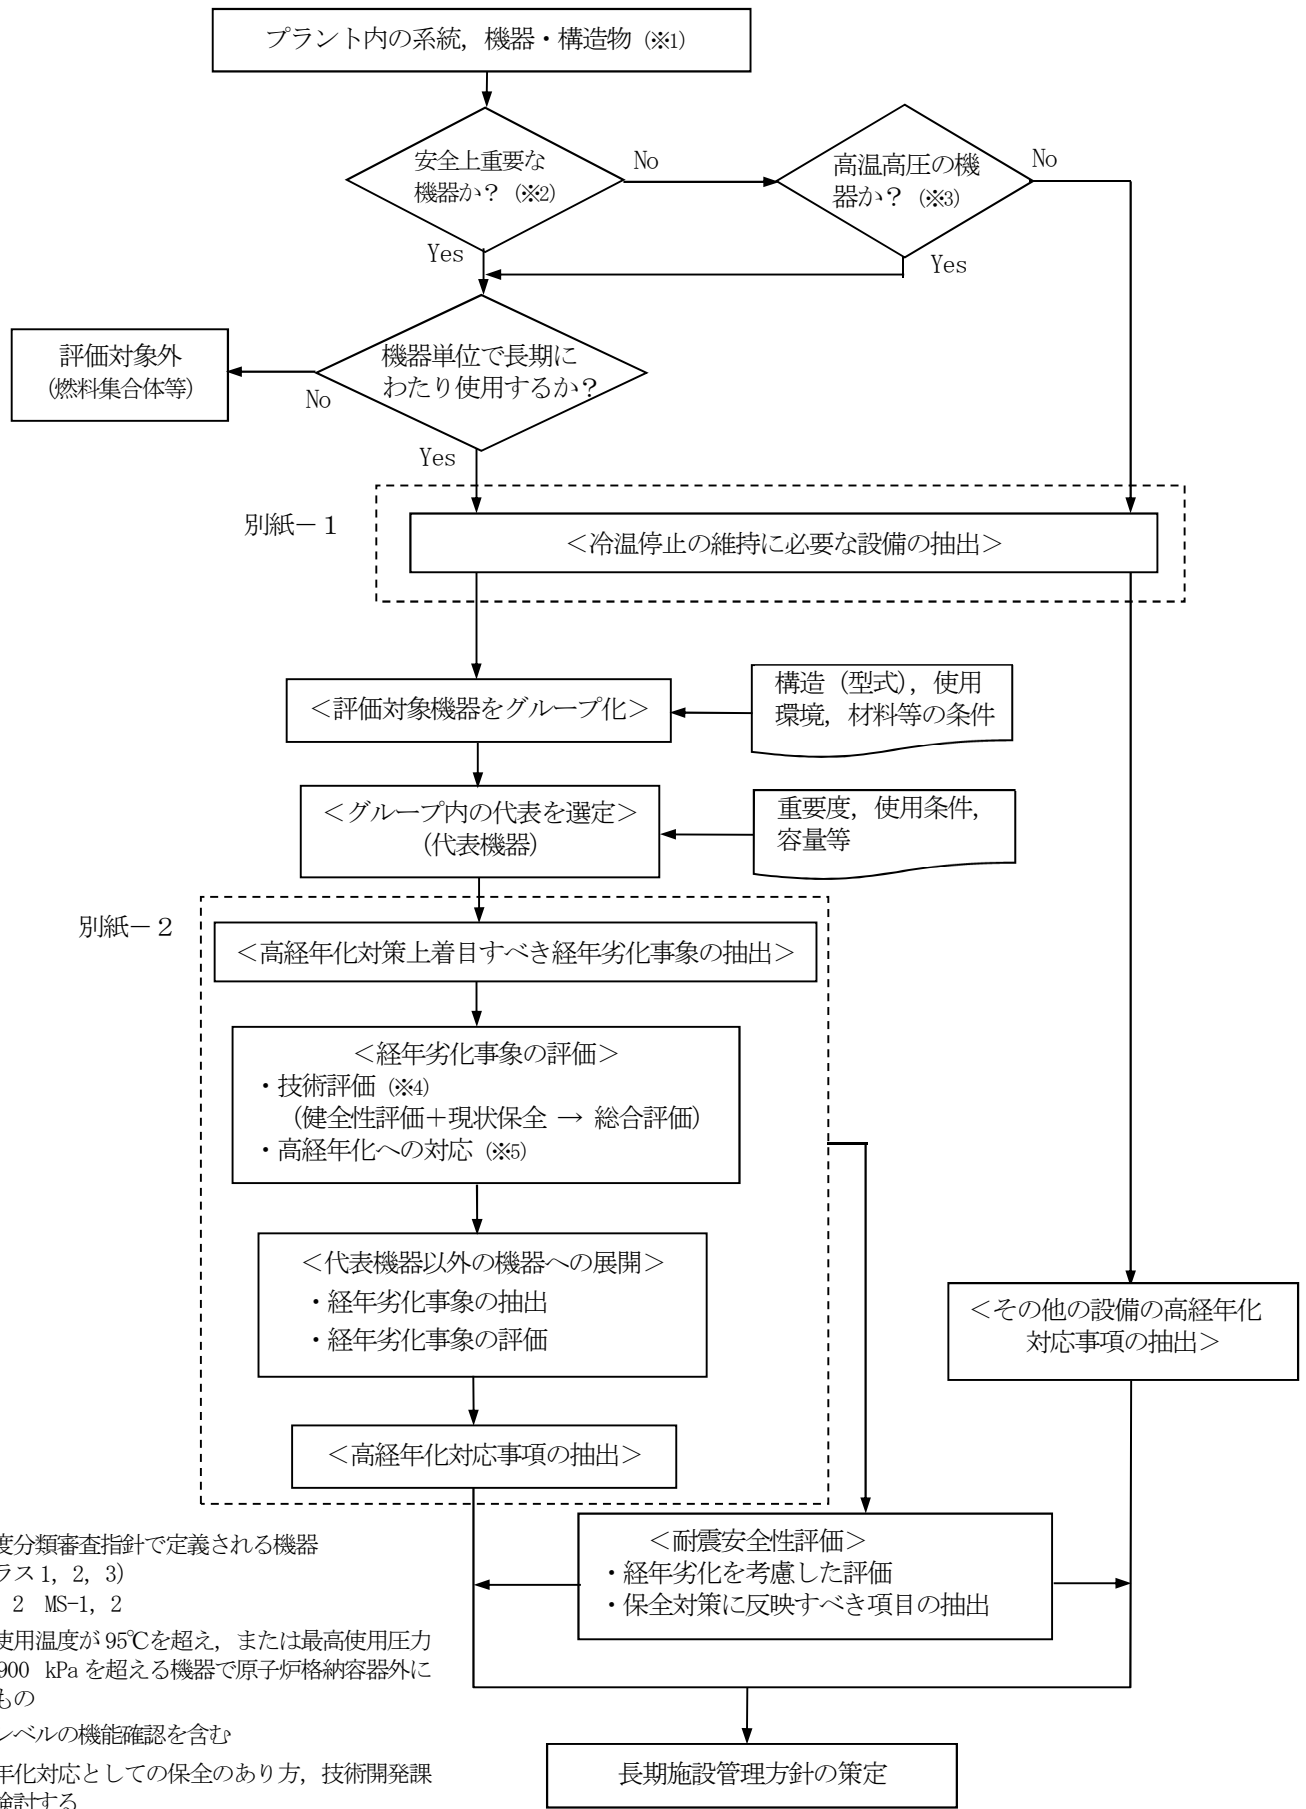 プラント内の系統，機器・構造物（※1）
安全上重要な
機器か？（※2）
No
高温高圧の機
器か？（※3）
No
Yes
Yes
評価対象外
（燃料集合体等）
機器単位で長期に
わたり使用するか？
No
Yes
別紙－１
＜冷温停止の維持に必要な設備の抽出＞
＜評価対象機器をグループ化＞
構造（型式），使用
環境，材料等の条件
＜グループ内の代表を選定＞
（代表機器）
重要度，使用条件，
容量等
別紙－２
＜高経年化対策上着目すべき経年劣化事象の抽出＞
＜経年劣化事象の評価＞
・技術評価（※4）
（健全性評価＋現状保全 → 総合評価）
・高経年化への対応（※5）
＜代表機器以外の機器への展開＞
・経年劣化事象の抽出
・経年劣化事象の評価
＜その他の設備の高経年化
対応事項の抽出＞
＜高経年化対応事項の抽出＞
＜耐震安全性評価＞
・経年劣化を考慮した評価
・保全対策に反映すべき項目の抽出
度分類審査指針で定義される機器
ラス 1，2，3）
，2　MS-1，2
使用温度が 95℃を超え，または最高使用圧力
900 kPa を超える機器で原子炉格納容器外に
もの
レベルの機能確認を含む
年化対応としての保全のあり方，技術開発課
検討する
長期施設管理方針の策定